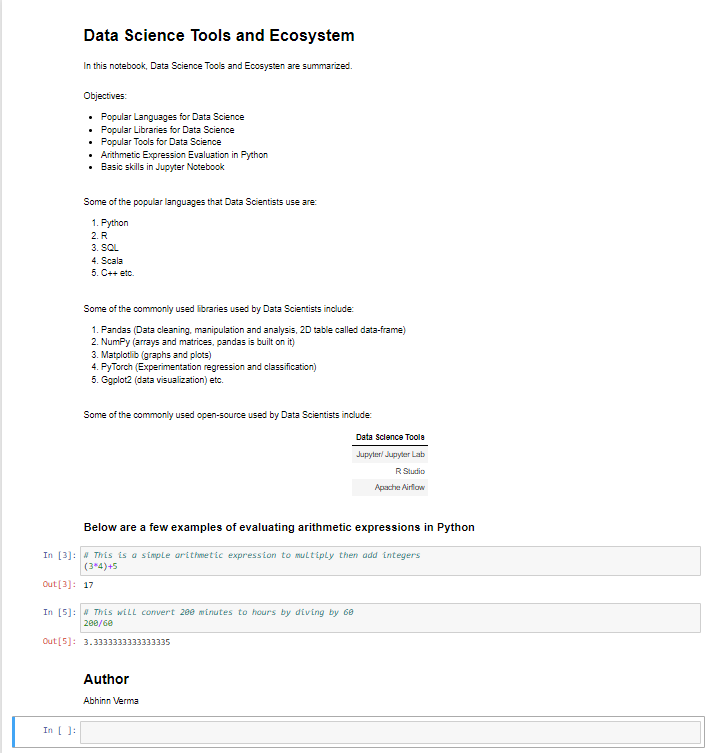 Data Science Tools and Ecosystem
In this notebook, Data Science Tools and Ecosysten are summarized.
Objectives:
• Popular Languages for Data Science
• Popular Libraries for Data Science
• Popular Tools for Data Science
• Arithmetic Expression Evaluation in Python
• Basic skills in Jupyter Notebook
Some of the popular languages that Data Scientists use are:
1. Python
2. R
3. SQL
4. Scala
5. C++ etc.
Some of the commonly used libraries used by Data Scientists include:
1. Pandas (Data cleaning, manipulation and analysis, 2D table called data-frame)
2. NumPy (arrays and matrices, pandas is built on it)
3. Matplotlib (graphs and plots)
4. PyTorch (Experimentation regression and classification)
5. Ggplot2 (data visualization) etc.
Some of the commonly used open-source used by Data Scientists include:
Data Science Tools
Jupyter/ Jupyter Lab
R Studio
Apache Airflow
Below are a few examples of evaluating arithmetic expressions in Python
In [3]: # This is a simple arithmetic expression to multiply then add integers
(3*4)+5
Out[3]: 17
In [5]: # This will convert 200 minutes to hours by diving by 60
200/60
Out[5]: 3.3333333333333335
Author
Abhinn Verma
In [ ]: